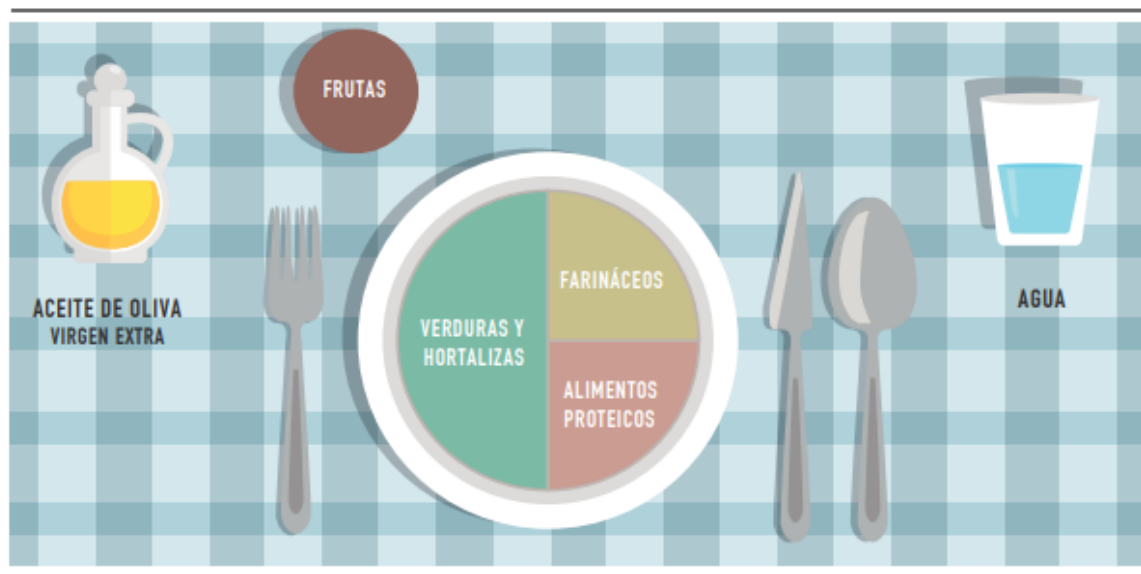 FRUTAS
ACEITE DE OLIVA
VIRGEN EXTRA
VERDURAS Y
HORTALIZAS
FARINÁCEOS
ALIMENTOS
PROTEICOS
AGUA